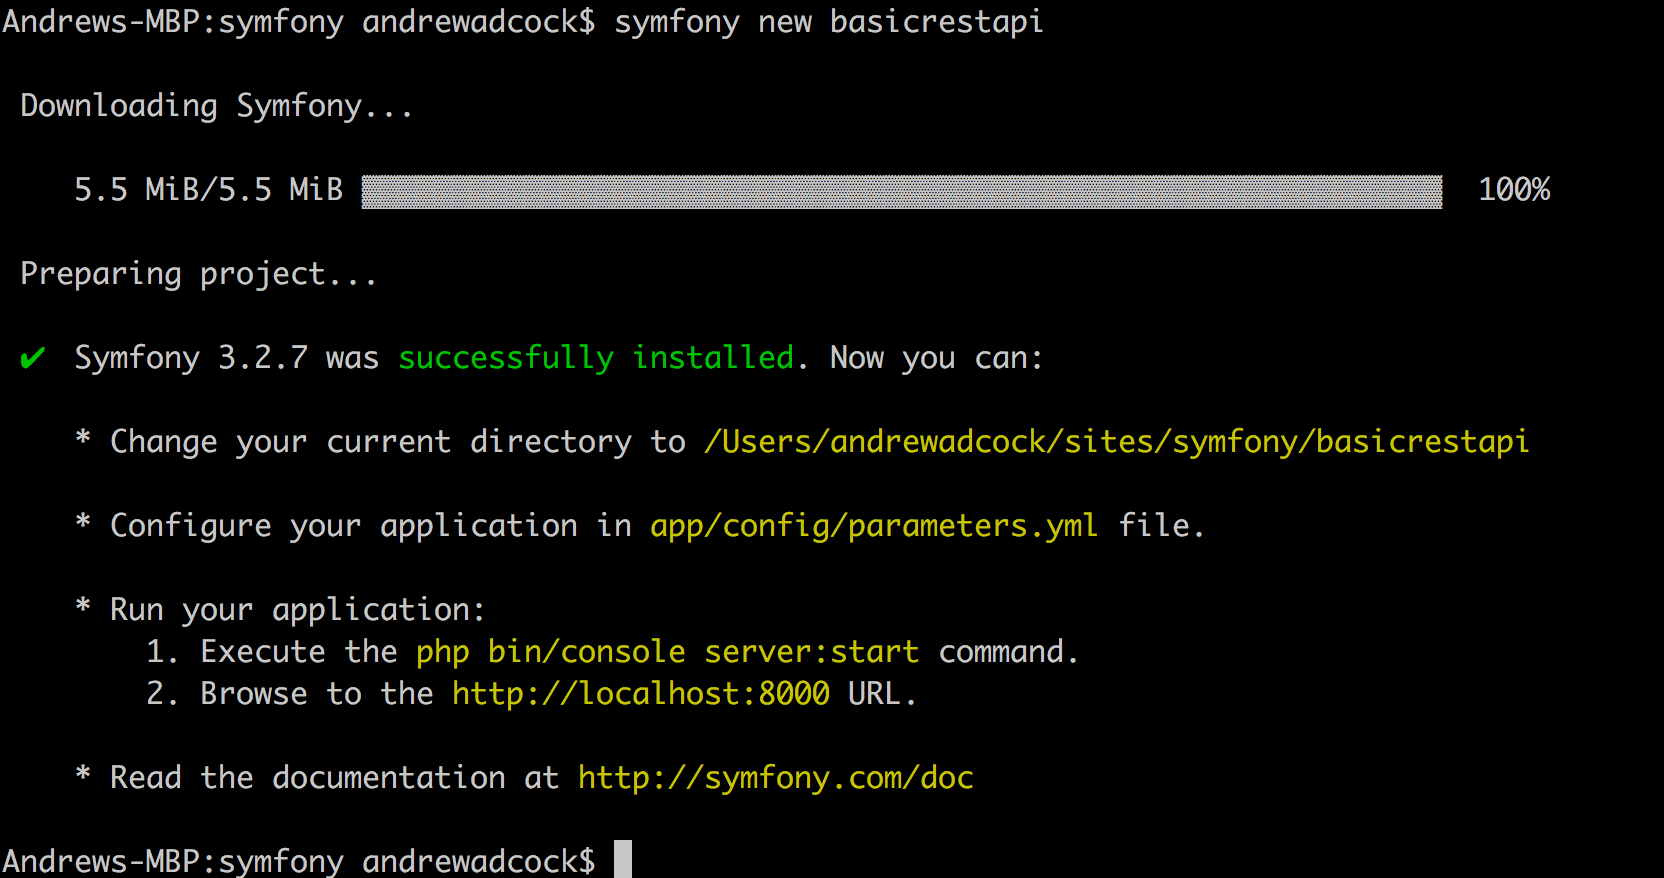 Andrews-MBP:symfony andrewadcock$ symfony new basicrestapi
Downloading Symfony...
5.5 MiB/5.5 MiB 100%
Preparing project...
✔ Symfony 3.2.7 was successfully installed. Now you can:
* Change your current directory to /Users/andrewadcock/sites/symfony/basicrestapi
* Configure your application in app/config/parameters.yml file.
* Run your application:
1. Execute the php bin/console server:start command.
2. Browse to the http://localhost:8000 URL.
* Read the documentation at http://symfony.com/doc
Andrews-MBP:symfony andrewadcock$